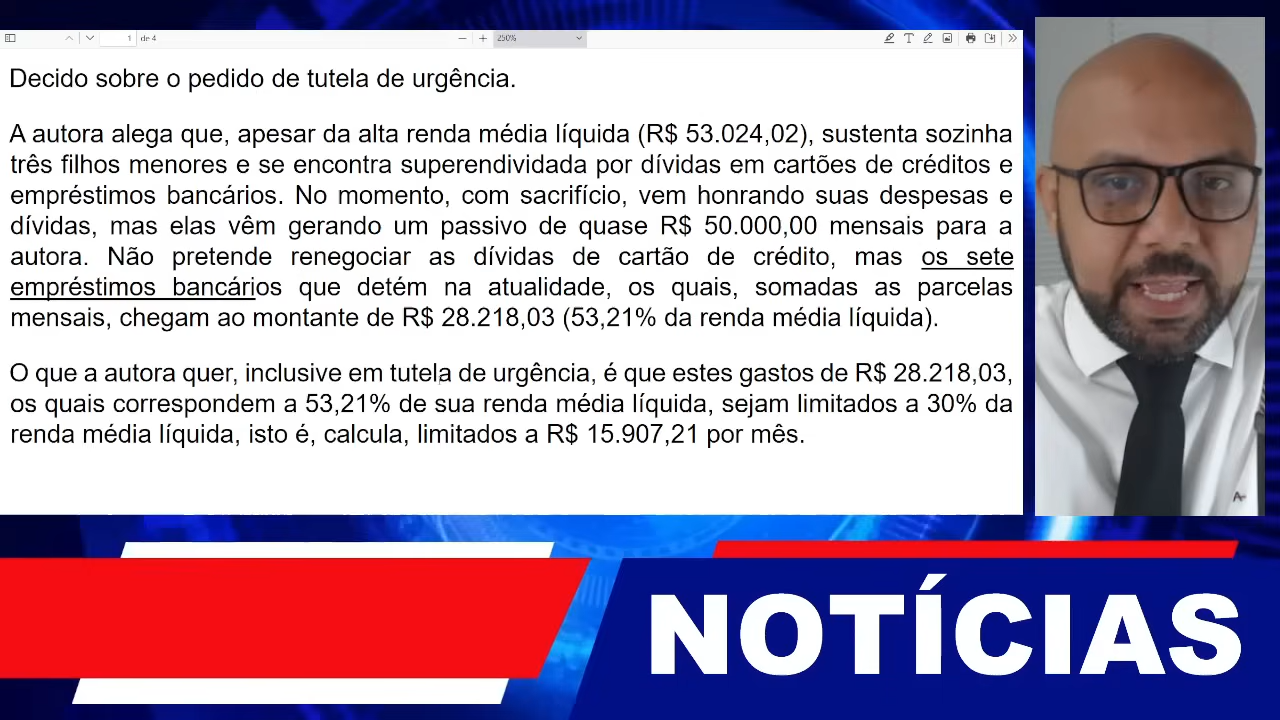 1 de 4
250%
Decido sobre o pedido de tutela de urgência.
A autora alega que, apesar da alta renda média líquida (R$ 53.024,02), sustenta sozinha
três filhos menores e se encontra superendividada por dívidas em cartões de créditos e
empréstimos bancários. No momento, com sacrifício, vem honrando suas despesas e
dívidas, mas elas vêm gerando um passivo de quase R$ 50.000,00 mensais para a
autora. Não pretende renegociar as dívidas de cartão de crédito, mas os sete
empréstimos bancários que detém na atualidade, os quais, somadas as parcelas
mensais, chegam ao montante de R$ 28.218,03 (53,21% da renda média líquida).
O que a autora quer, inclusive em tutela de urgência, é que estes gastos de R$ 28.218,03,
os quais correspondem a 53,21% de sua renda média líquida, sejam limitados a 30% da
renda média líquida, isto é, calcula, limitados a R$ 15.907,21 por mês.
NOTÍCIAS